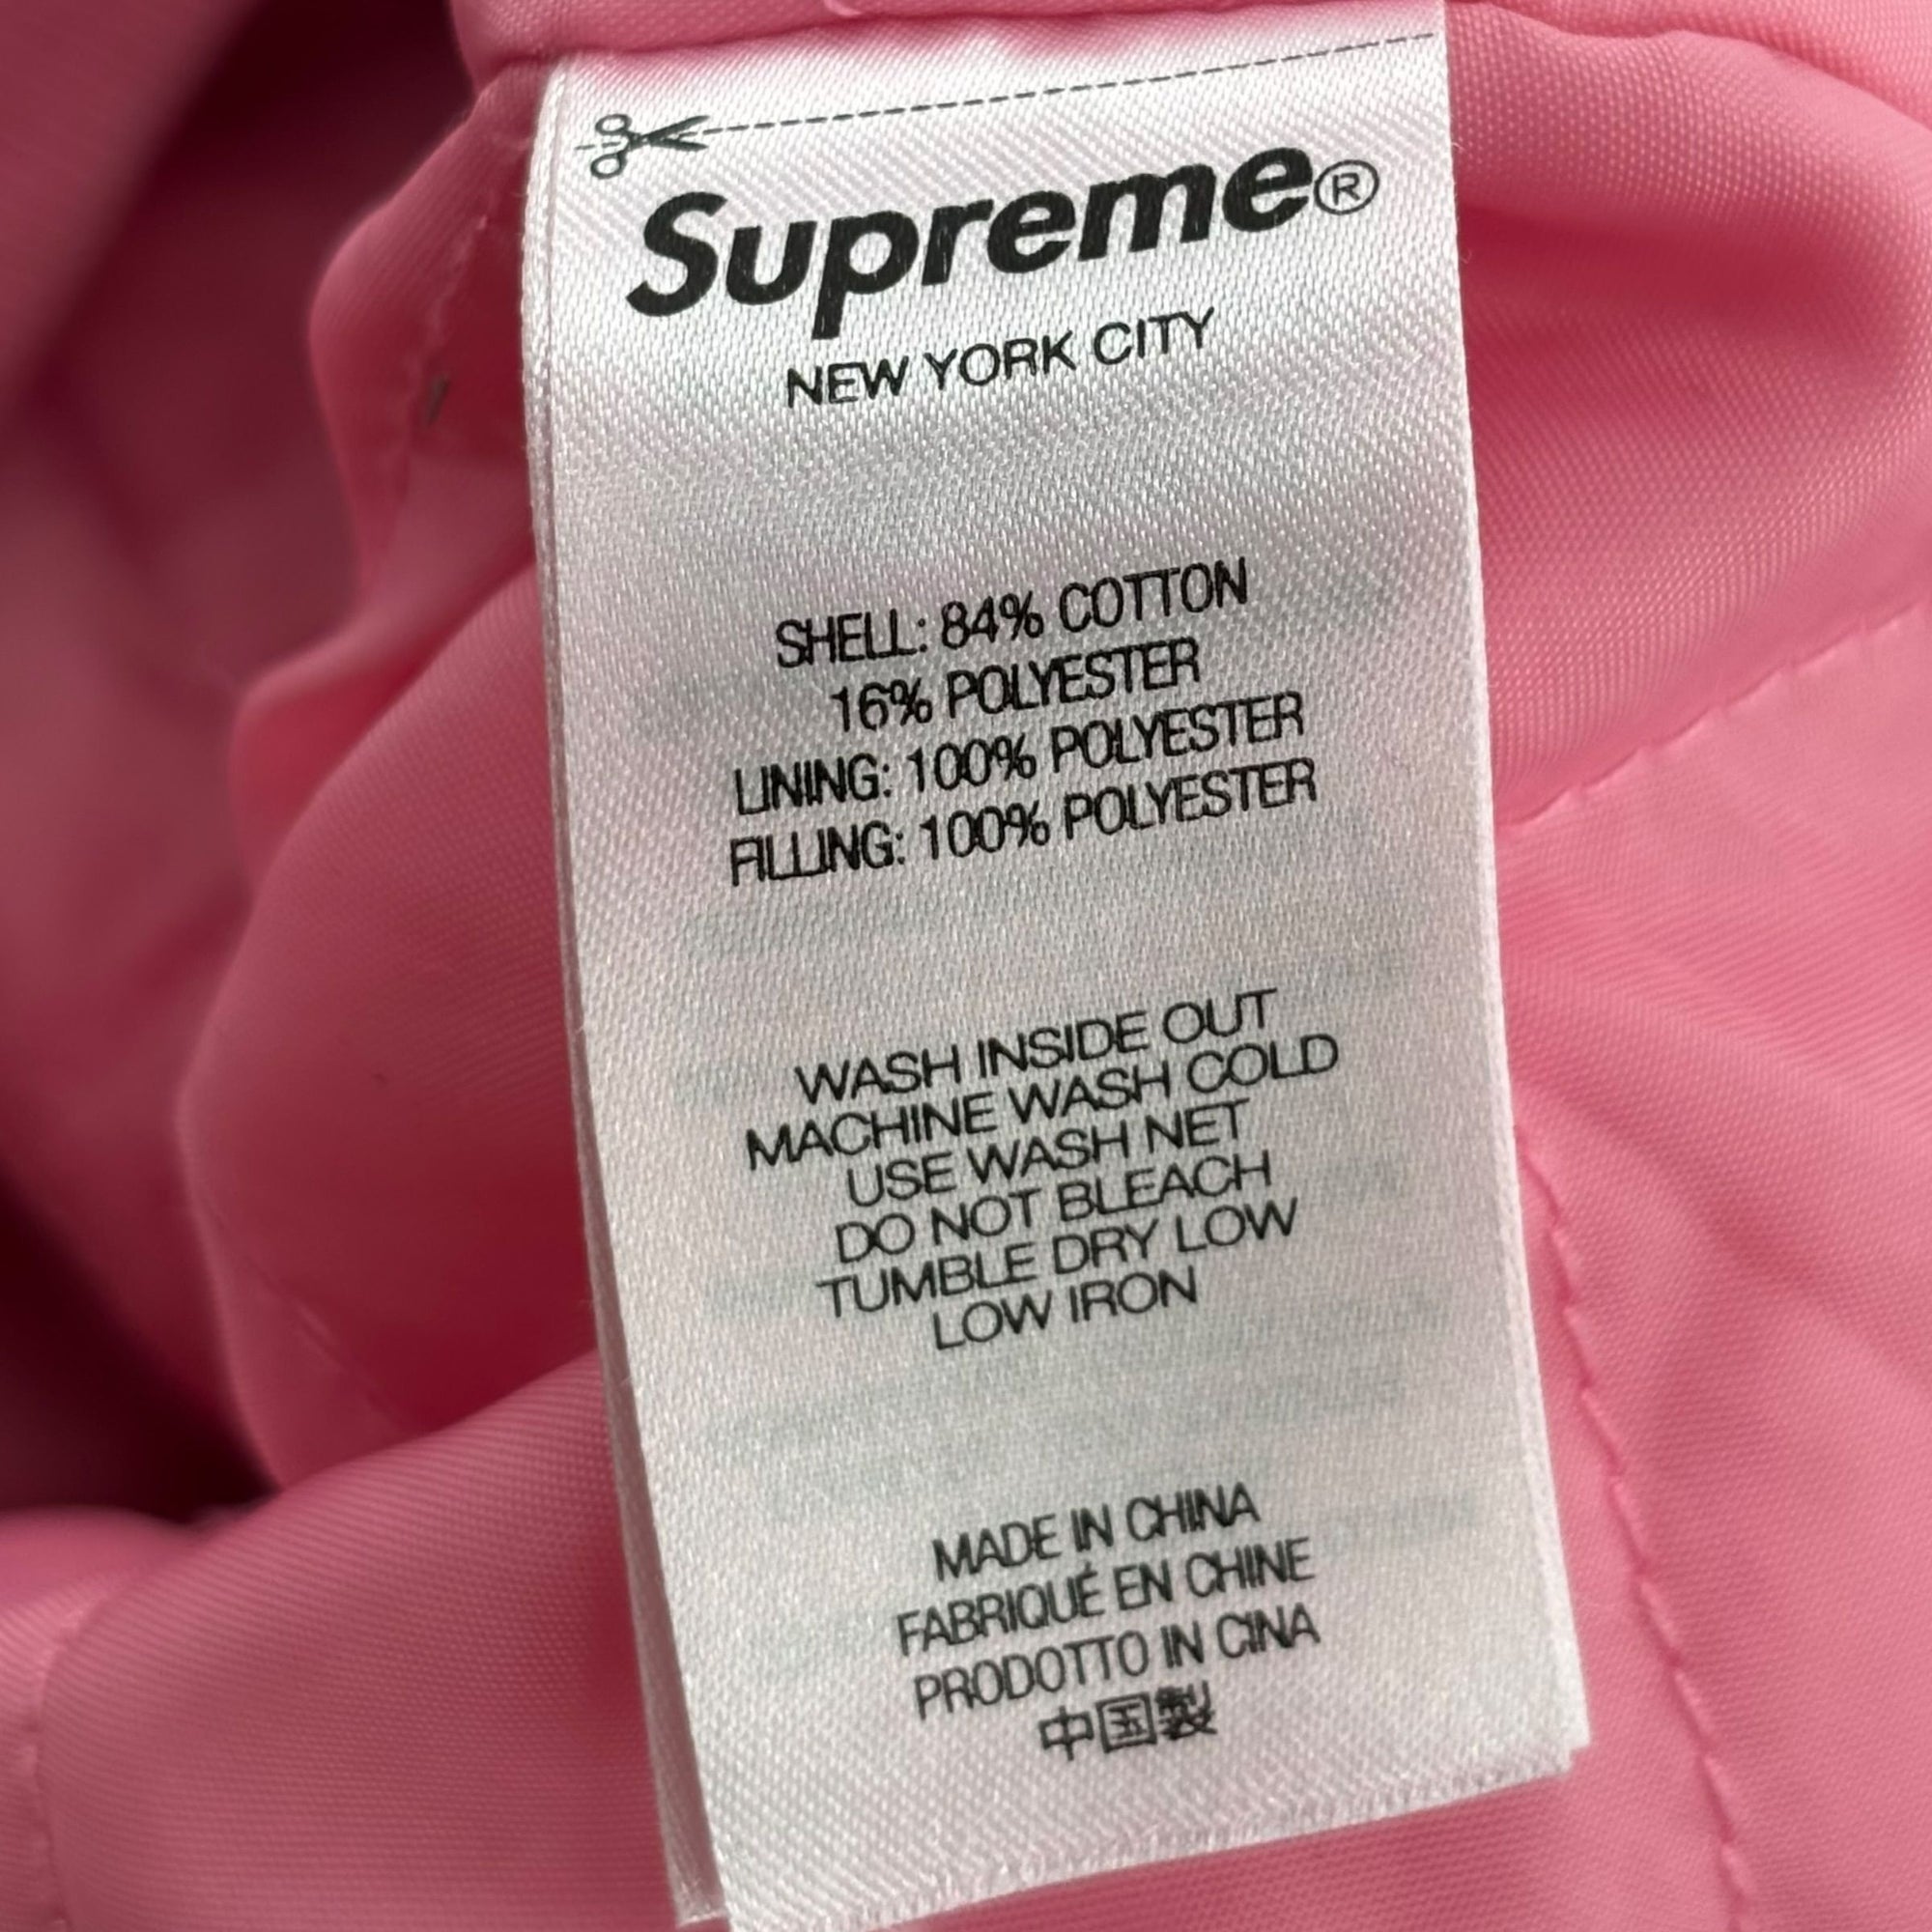 Supreme®
NEW YORK CITY
SHELL: 84% COTTON
16% POLYESTER
LINING: 100% POLYESTER
FILLING: 100% POLYESTER
WASH INSIDE OUT
MACHINE WASH COLD
USE WASH NET
DO NOT BLEACH
TUMBLE DRY LOW
LOW IRON
MADE IN CHINA
FABRIQUÉ EN CHINE
PRODOTTO IN CINA
中国製